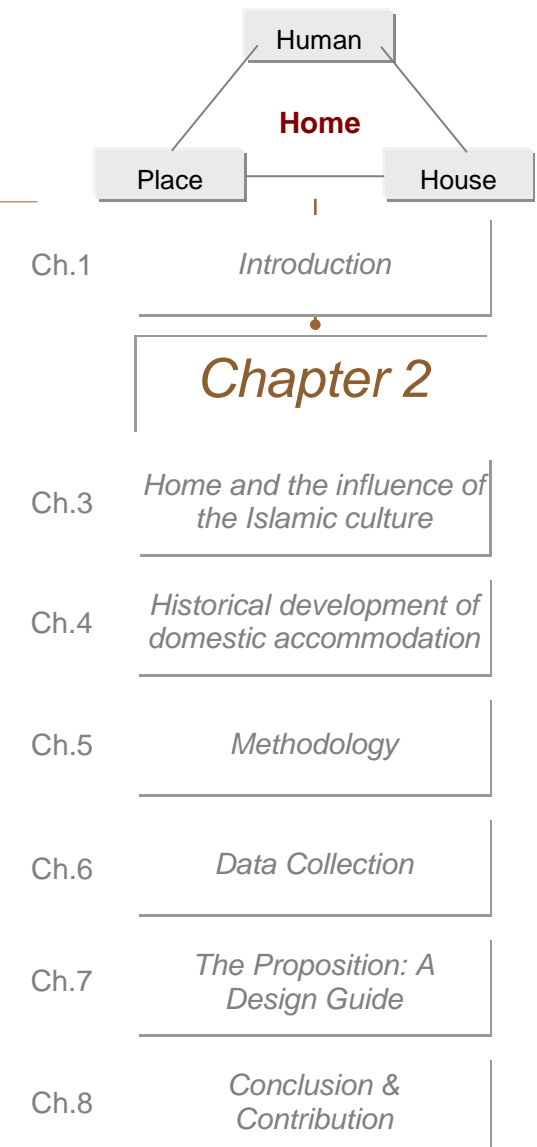 Human
Home
Place
House
Ch.1
Introduction
Chapter 2
Ch.3
Home and the influence of
the Islamic culture
Ch.4
Historical development of
domestic accommodation
Ch.5
Methodology
Ch.6
Data Collection
Ch.7
The Proposition: A
Design Guide
Ch.8
Conclusion &
Contribution